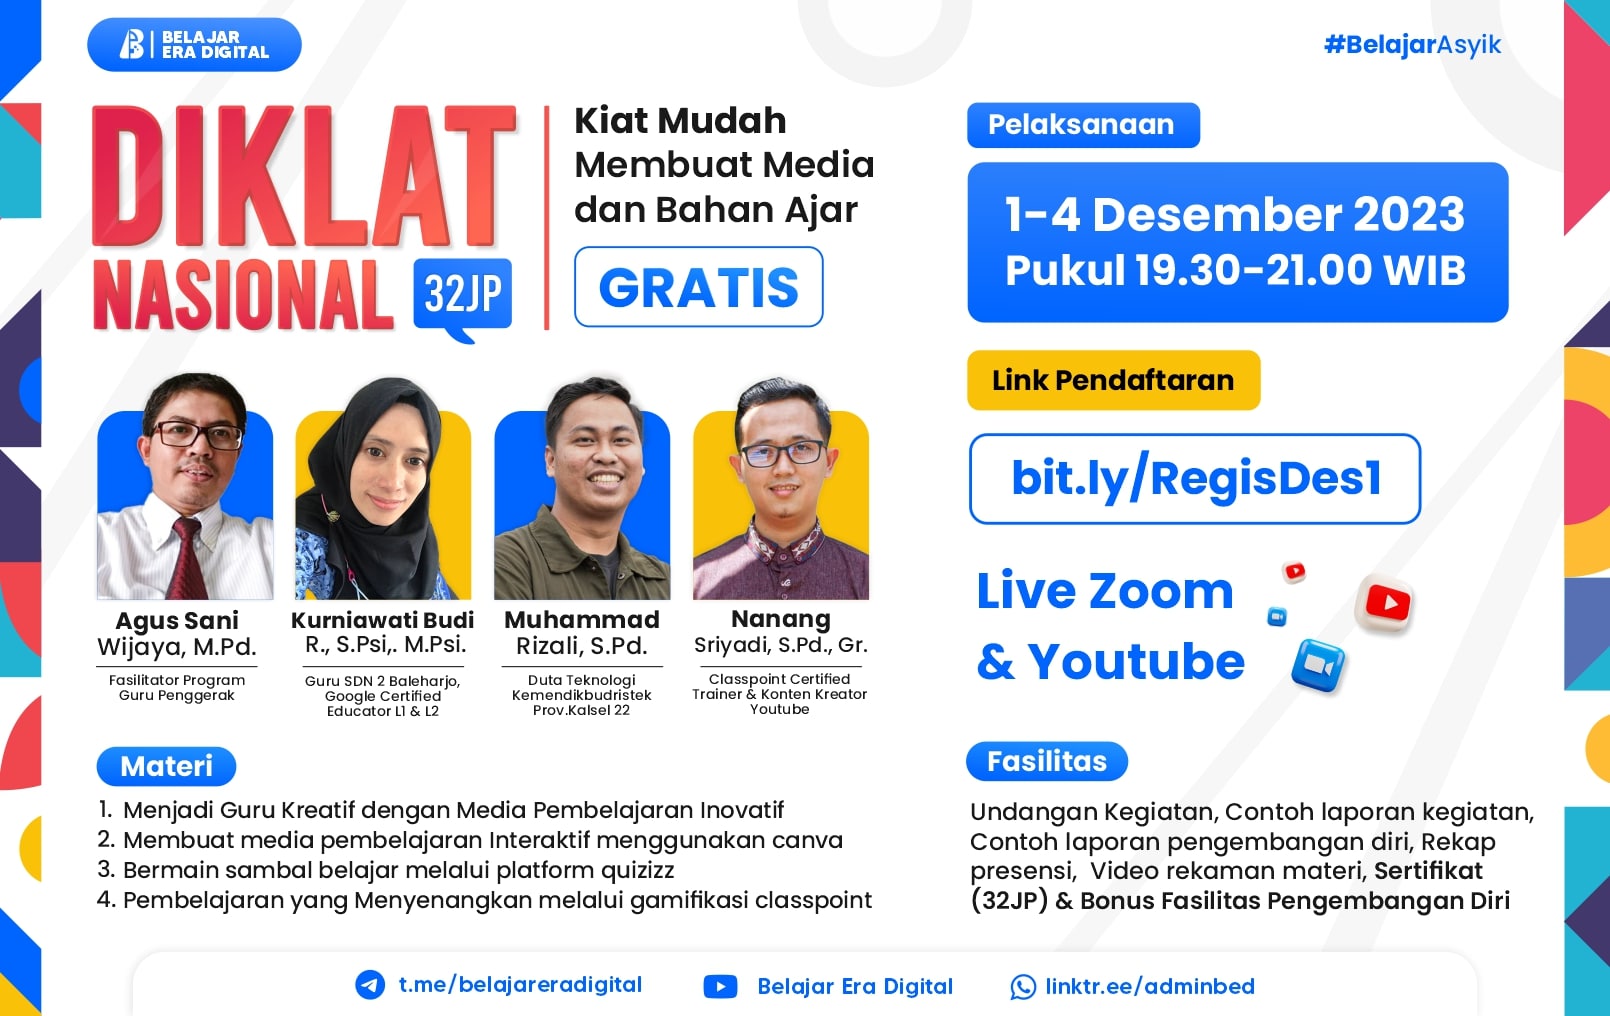 BELAJAR
ERA DIGITAL
#BelajarAsyik
DIKLAT
NASIONAL
32JP
Kiat Mudah
Membuat Media
dan Bahan Ajar
GRATIS
Pelaksanaan
1-4 Desember 2023
Pukul 19.30-21.00 WIB
Link Pendaftaran
bit.ly/RegisDes1
Live Zoom
& Youtube
Agus Sani
Wijaya, M.Pd.
Fasilitator Program
Guru Penggerak
Kurniawati Budi
R., S.Psi,. M.Psi.
Guru SDN 2 Baleharjo,
Google Certified
Educator L1 & L2
Muhammad
Rizali, S.Pd.
Duta Teknologi
Kemendikbudristek
Prov.Kalsel 22
Nanang
Sriyadi, S.Pd., Gr.
Classpoint Certified
Trainer & Konten Kreator
Youtube
Materi
1. Menjadi Guru Kreatif dengan Media Pembelajaran Inovatif
2. Membuat media pembelajaran Interaktif menggunakan canva
3. Bermain sambal belajar melalui platform quizizz
4. Pembelajaran yang Menyenangkan melalui gamifikasi classpoint
Fasilitas
Undangan Kegiatan, Contoh laporan kegiatan,
Contoh laporan pengembangan diri, Rekap
presensi, Video rekaman materi, Sertifikat
(32JP) & Bonus Fasilitas Pengembangan Diri
t.me/belajareradigital
Belajar Era Digital
linktr.ee/adminbed